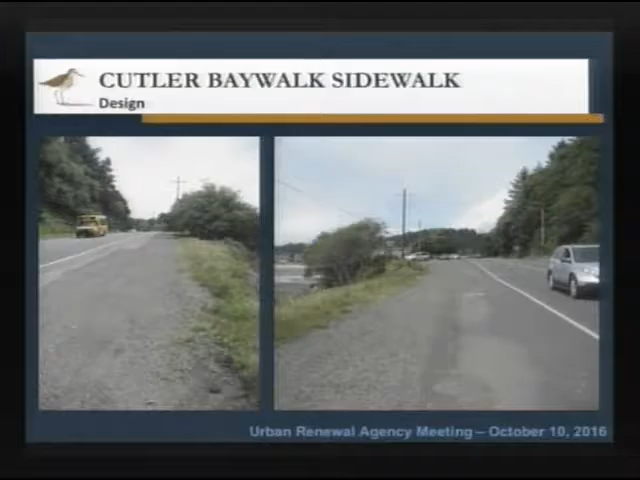 CUTLER BAYWALK SIDEWALK
Design
Urban Renewal Agency Meeting – October 10, 2016